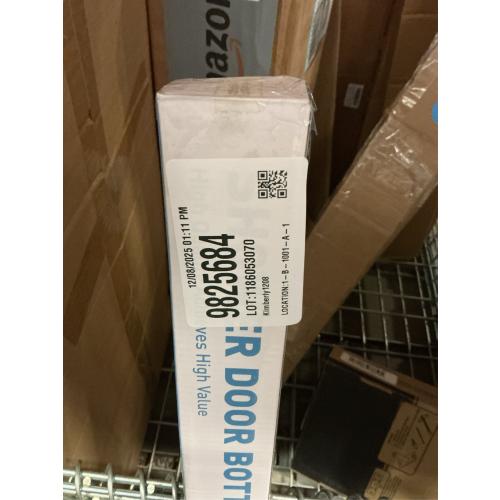 amazon
12/08/2025 01:11 PM
9825684
LOT:1186053070
Kimberly1208
LOCATION:1-B-1001-A-1
ER DOOR BOTT
ves High Value